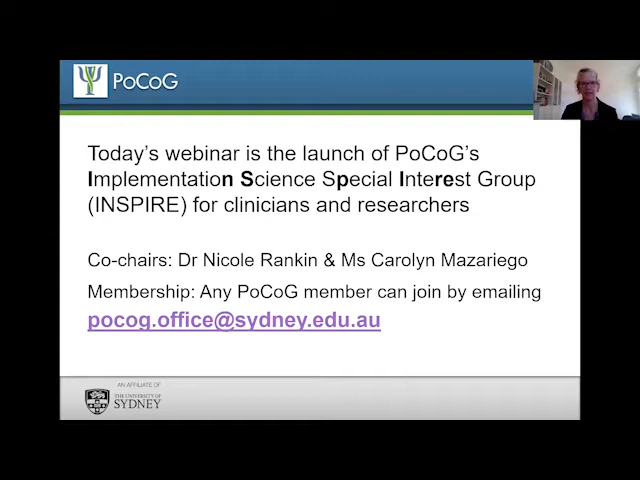 PoCoG
Today's webinar is the launch of PoCoG's
Implementation Science Special Interest Group
(INSPIRE) for clinicians and researchers
Co-chairs: Dr Nicole Rankin & Ms Carolyn Mazariego
Membership: Any PoCoG member can join by emailing
pocog.office@sydney.edu.au
AN AFFILIATE OF
THE UNIVERSITY OF
SYDNEY